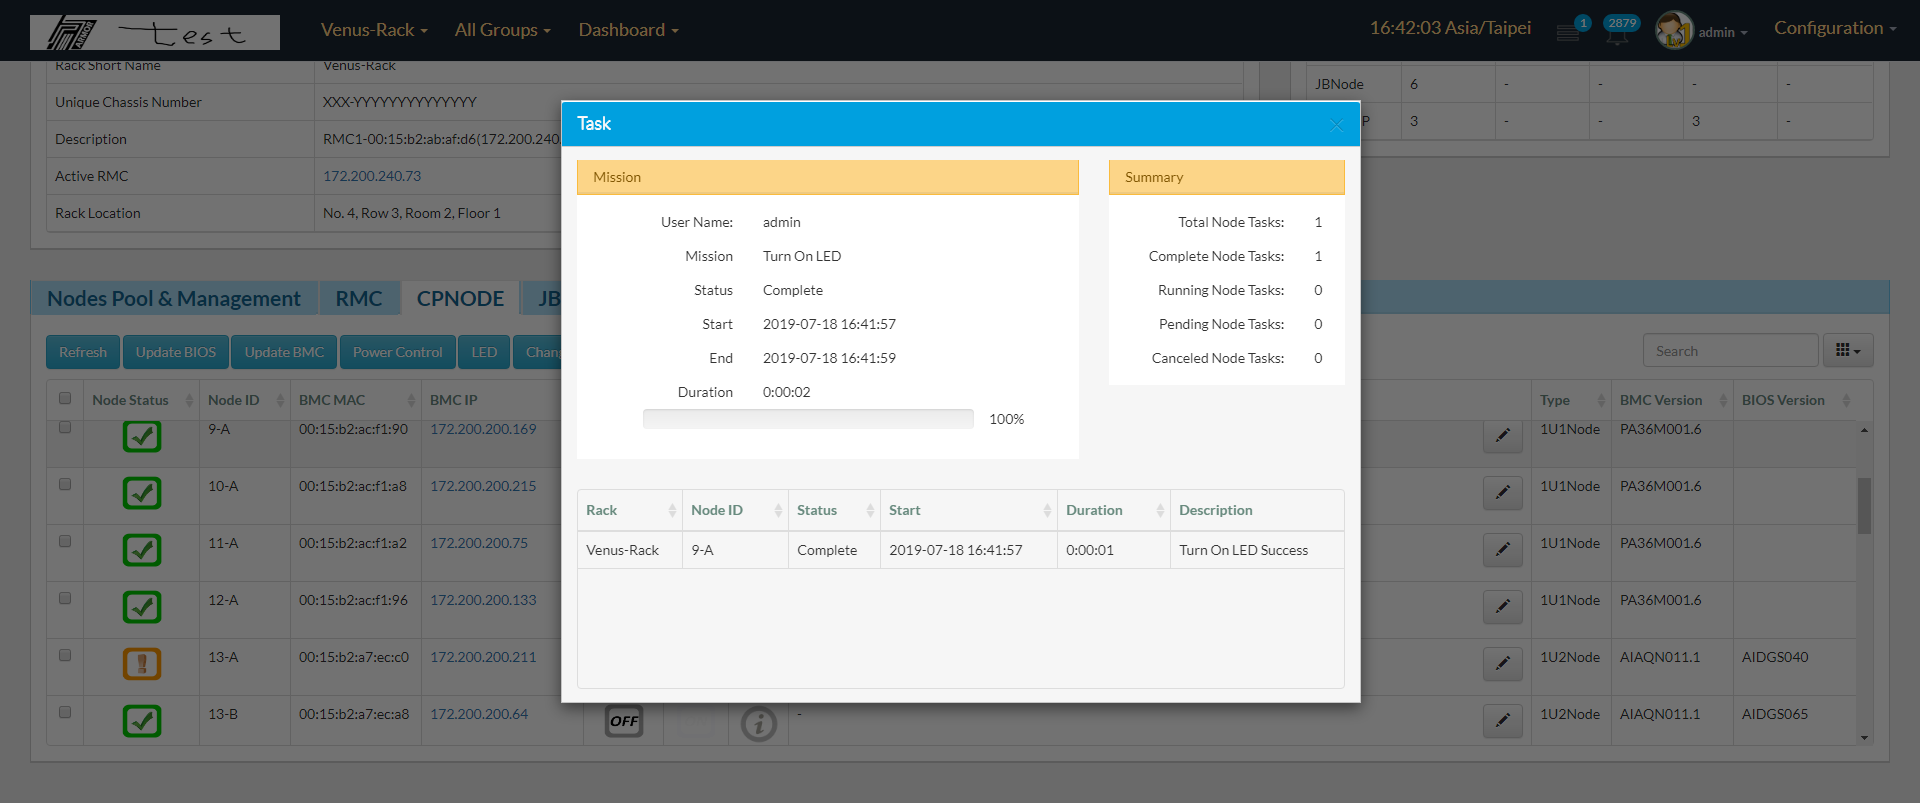 ARMOR test Venus-Rack All Groups Dashboard 16:42:03 Asia/Taipei 1 2879 admin Configuration
Rack Short Name Venus-Rack
Unique Chassis Number XXX-YYYYYYYYYYYYYY
Description RMC1-00:15:b2:ab:af:d6(172.200.240.
Active RMC 172.200.240.73
Rack Location No. 4, Row 3, Room 2, Floor 1
JBNode 6 - - - -
P 3 - - 3 -
Task
Mission
User Name: admin
Mission Turn On LED
Status Complete
Start 2019-07-18 16:41:57
End 2019-07-18 16:41:59
Duration 0:00:02
100%
Summary
Total Node Tasks: 1
Complete Node Tasks: 1
Running Node Tasks: 0
Pending Node Tasks: 0
Canceled Node Tasks: 0
Rack Node ID Status Start Duration Description
Venus-Rack 9-A Complete 2019-07-18 16:41:57 0:00:01 Turn On LED Success
Nodes Pool & Management RMC CPNODE JB
Refresh Update BIOS Update BMC Power Control LED Chan
Search
Node Status Node ID BMC MAC BMC IP Type BMC Version BIOS Version
9-A 00:15:b2:ac:f1:90 172.200.200.169 1U1Node PA36M001.6
10-A 00:15:b2:ac:f1:a8 172.200.200.215 1U1Node PA36M001.6
11-A 00:15:b2:ac:f1:a2 172.200.200.75 1U1Node PA36M001.6
12-A 00:15:b2:ac:f1:96 172.200.200.133 1U1Node PA36M001.6
13-A 00:15:b2:a7:ec:c0 172.200.200.211 1U2Node AIAQN011.1 AIDGS040
13-B 00:15:b2:a7:ec:a8 172.200.200.64 OFF - 1U2Node AIAQN011.1 AIDGS065